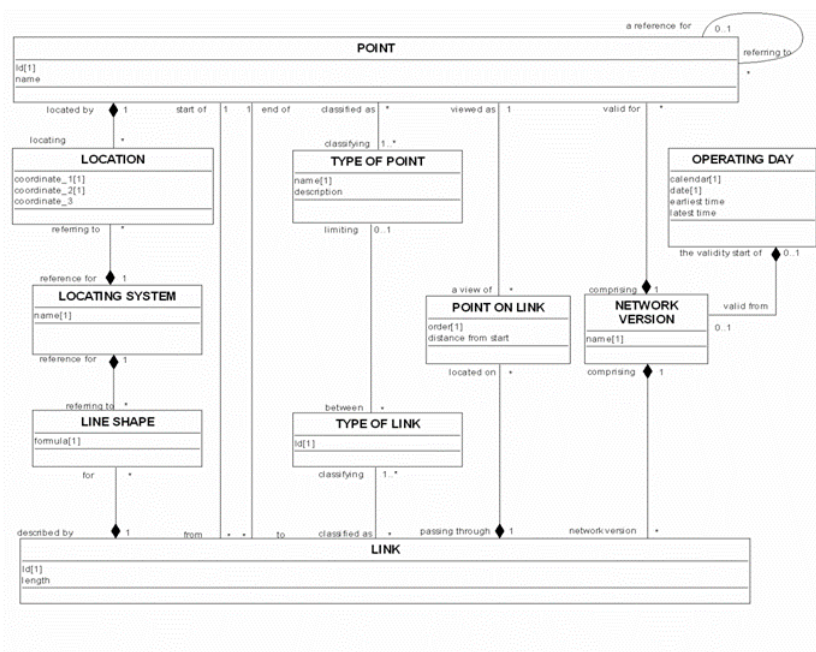 a reference for 0..1
POINT
referring to
Id[1]
name
*
located by 1 start of 1 1 end of classified as * viewed as 1 valid for *
locating * classifying 1..*
LOCATION TYPE OF POINT OPERATING DAY
coordinate_1[1] name[1] calendar[1]
coordinate_2[1] description date[1]
coordinate_3 earliest time
latest time
referring to * limiting 0..1
the validity start of 0..1
reference for 1 a view of * comprising 1
LOCATING SYSTEM POINT ON LINK NETWORK
VERSION
valid from
name[1] order[1] 0..1
distance from start name[1]
reference for 1 located on * comprising 1
referring to * between *
LINE SHAPE TYPE OF LINK
formula[1] Id[1]
for * classifying 1..*
described by 1 from * * to classified as * passing through 1 network version *
LINK
Id[1]
length